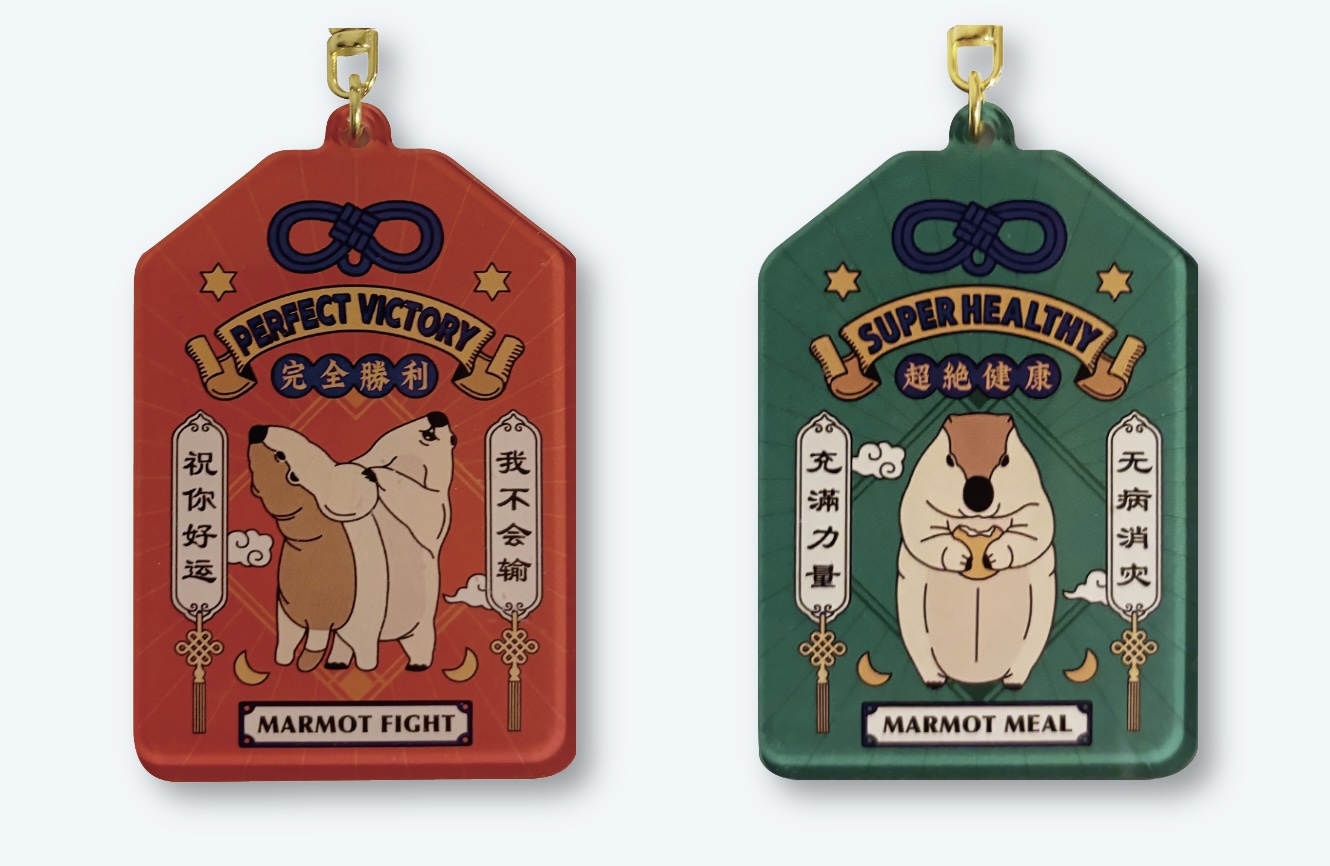 PERFECT VICTORY
完全勝利
祝你好运
我不会输
MARMOT FIGHT
SUPER HEALTHY
超絶健康
充滿力量
无病消灾
MARMOT MEAL